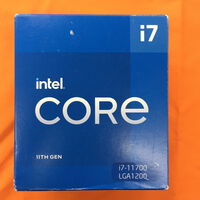 i7
intel
CORE
11TH GEN
i7-11700
LGA1200